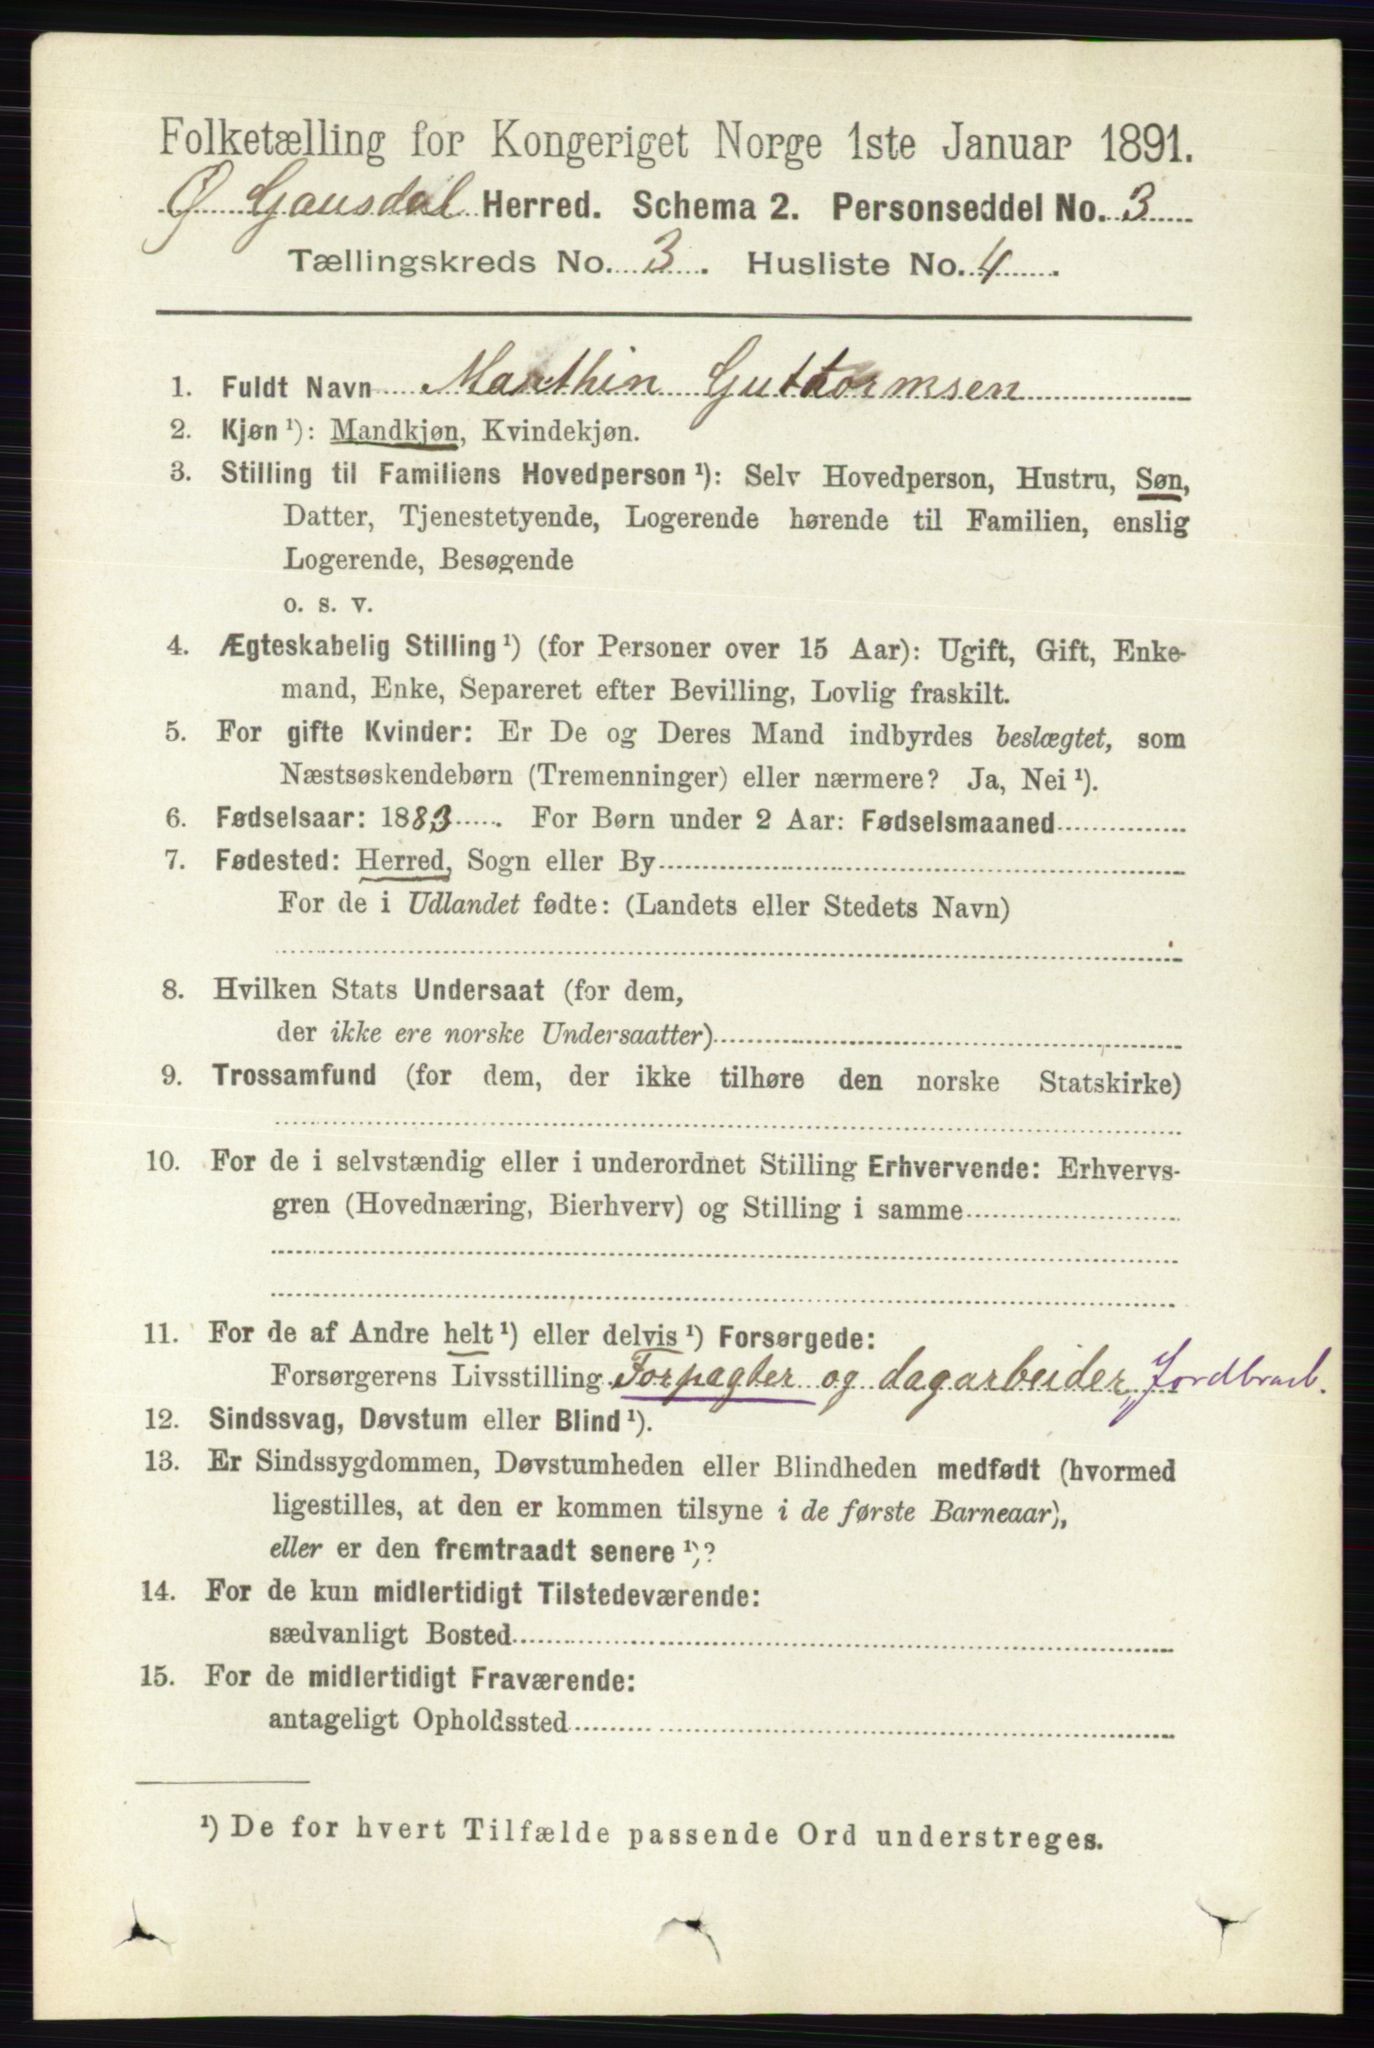 Folketælling for Kongeriget Norge 1ste Januar 1891.
Ø Gausdal Herred. Schema 2. Personseddel No. 3
Tællingskreds No. 3. Husliste No. 4.
1. Fuldt Navn Marthin Guttormsen
2. Kjøn ¹): Mandkjøn, Kvindekjøn.
3. Stilling til Familiens Hovedperson ¹): Selv Hovedperson, Hustru, Søn,
Datter, Tjenestetyende, Logerende hørende til Familien, enslig
Logerende, Besøgende
o. s. v.
4. Ægteskabelig Stilling ¹) (for Personer over 15 Aar): Ugift, Gift, Enke-
mand, Enke, Separeret efter Bevilling, Lovlig fraskilt.
5. For gifte Kvinder: Er De og Deres Mand indbyrdes beslægtet, som
Næstsøskendebørn (Tremenninger) eller nærmere? Ja, Nei ¹).
6. Fødselsaar: 1883. For Børn under 2 Aar: Fødselsmaaned
7. Fødested: Herred, Sogn eller By
For de i Udlandet fødte: (Landets eller Stedets Navn)
8. Hvilken Stats Undersaat (for dem,
der ikke ere norske Undersaatter)
9. Trossamfund (for dem, der ikke tilhøre den norske Statskirke)
10. For de i selvstændig eller i underordnet Stilling Erhvervende: Erhvervs-
gren (Hovednæring, Bierhverv) og Stilling i samme
11. For de af Andre helt ¹) eller delvis ¹) Forsørgede:
Forsørgerens Livsstilling Forpagter og dagarbeider, Jordbrarb.
12. Sindssvag, Døvstum eller Blind ¹).
13. Er Sindssygdommen, Døvstumheden eller Blindheden medfødt (hvormed
ligestilles, at den er kommen tilsyne i de første Barneaar),
eller er den fremtraadt senere ¹)?
14. For de kun midlertidigt Tilstedeværende:
sædvanligt Bosted
15. For de midlertidigt Fraværende:
antageligt Opholdssted
¹) De for hvert Tilfælde passende Ord understreges.